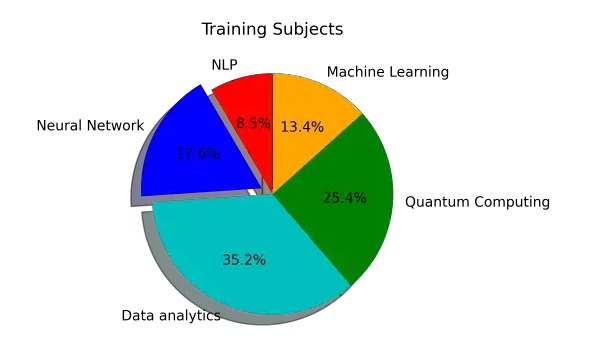 Training Subjects
NLP
Machine Learning
Neural Network
8.5%
13.4%
17.6%
25.4%
Quantum Computing
35.2%
Data analytics